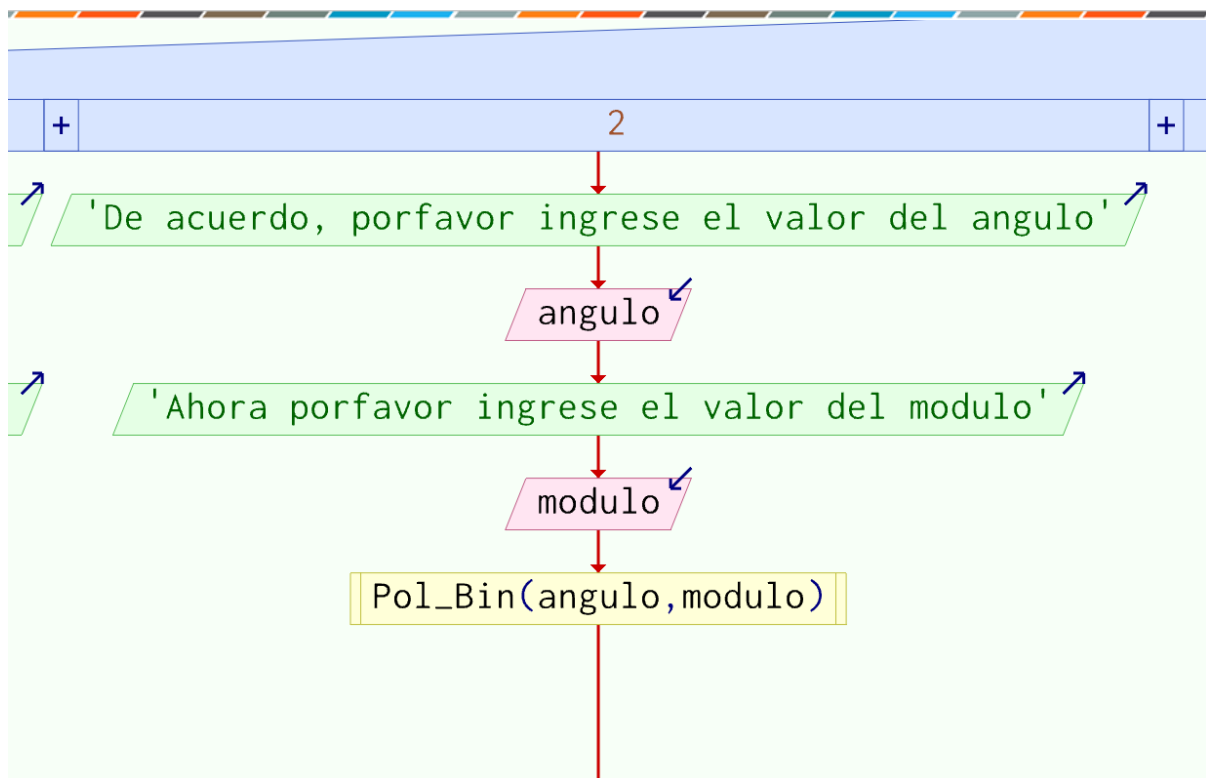 + 2 +
'De acuerdo, porfavor ingrese el valor del angulo'
angulo
'Ahora porfavor ingrese el valor del modulo'
modulo
Pol_Bin(angulo,modulo)